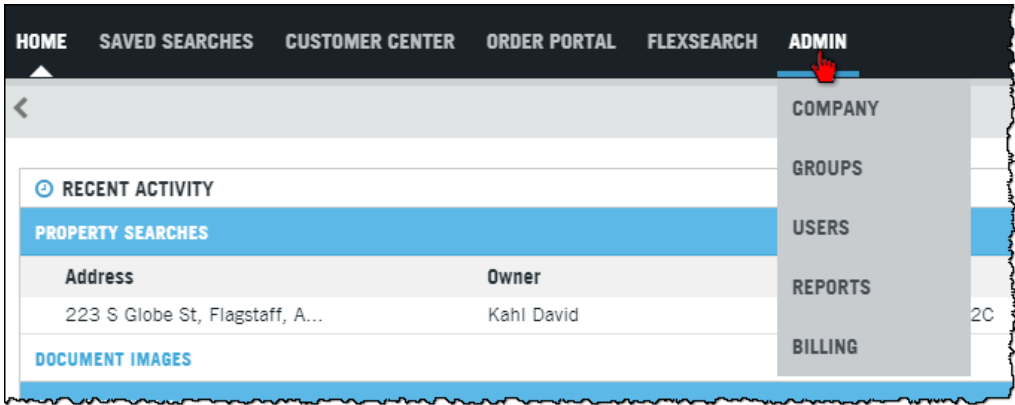 HOME SAVED SEARCHES CUSTOMER CENTER ORDER PORTAL FLEXSEARCH ADMIN
COMPANY
GROUPS
USERS
REPORTS
BILLING
RECENT ACTIVITY
PROPERTY SEARCHES
Address Owner
223 S Globe St, Flagstaff, A... Kahl David 2C
DOCUMENT IMAGES